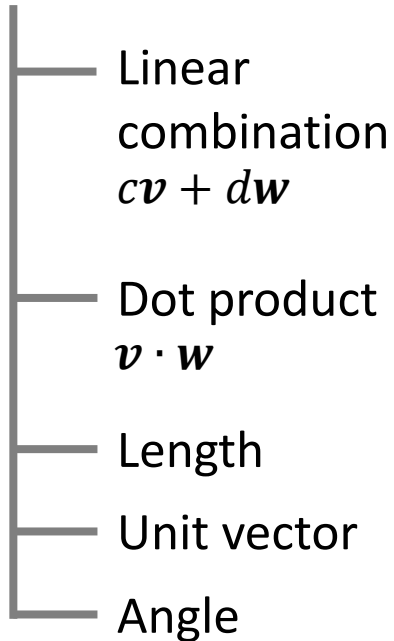 Linear
combination
c𝒗 + d𝒘
Dot product
𝒗 · 𝒘
Length
Unit vector
Angle